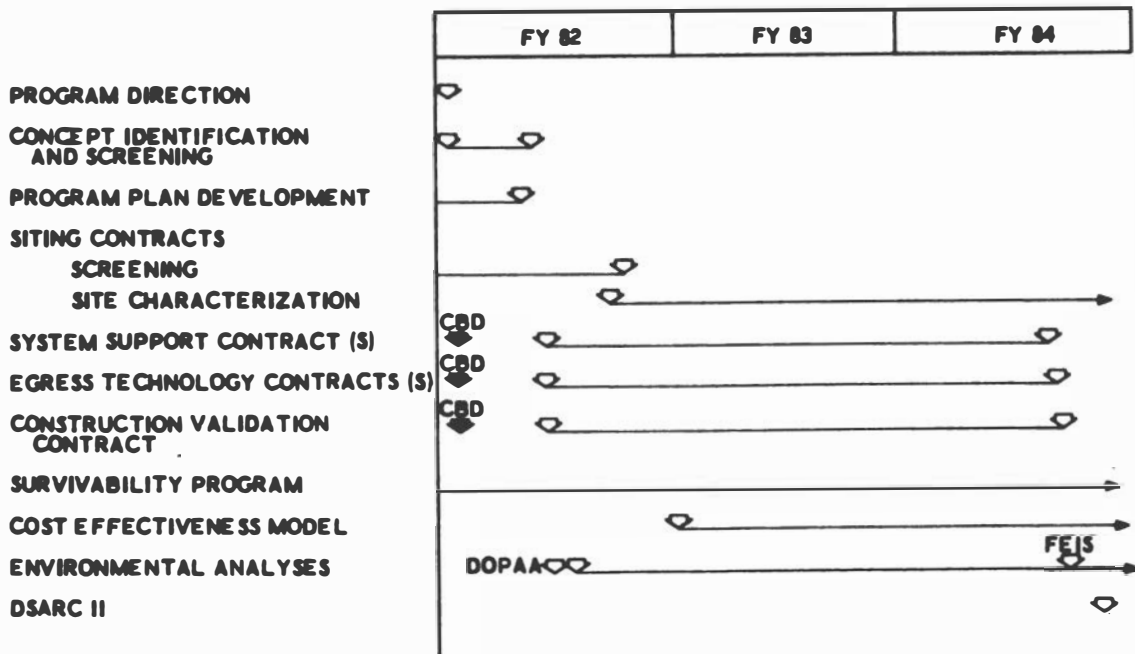 FY 82 FY 83 FY 84
PROGRAM DIRECTION
CONCEPT IDENTIFICATION
AND SCREENING
PROGRAM PLAN DEVELOPMENT
SITING CONTRACTS
SCREENING
SITE CHARACTERIZATION
CBD
SYSTEM SUPPORT CONTRACT (S)
CBD
EGRESS TECHNOLOGY CONTRACTS (S)
CBD
CONSTRUCTION VALIDATION
CONTRACT
SURVIVABILITY PROGRAM
COST EFFECTIVENESS MODEL
FEIS
ENVIRONMENTAL ANALYSES DOPAA
DSARC II